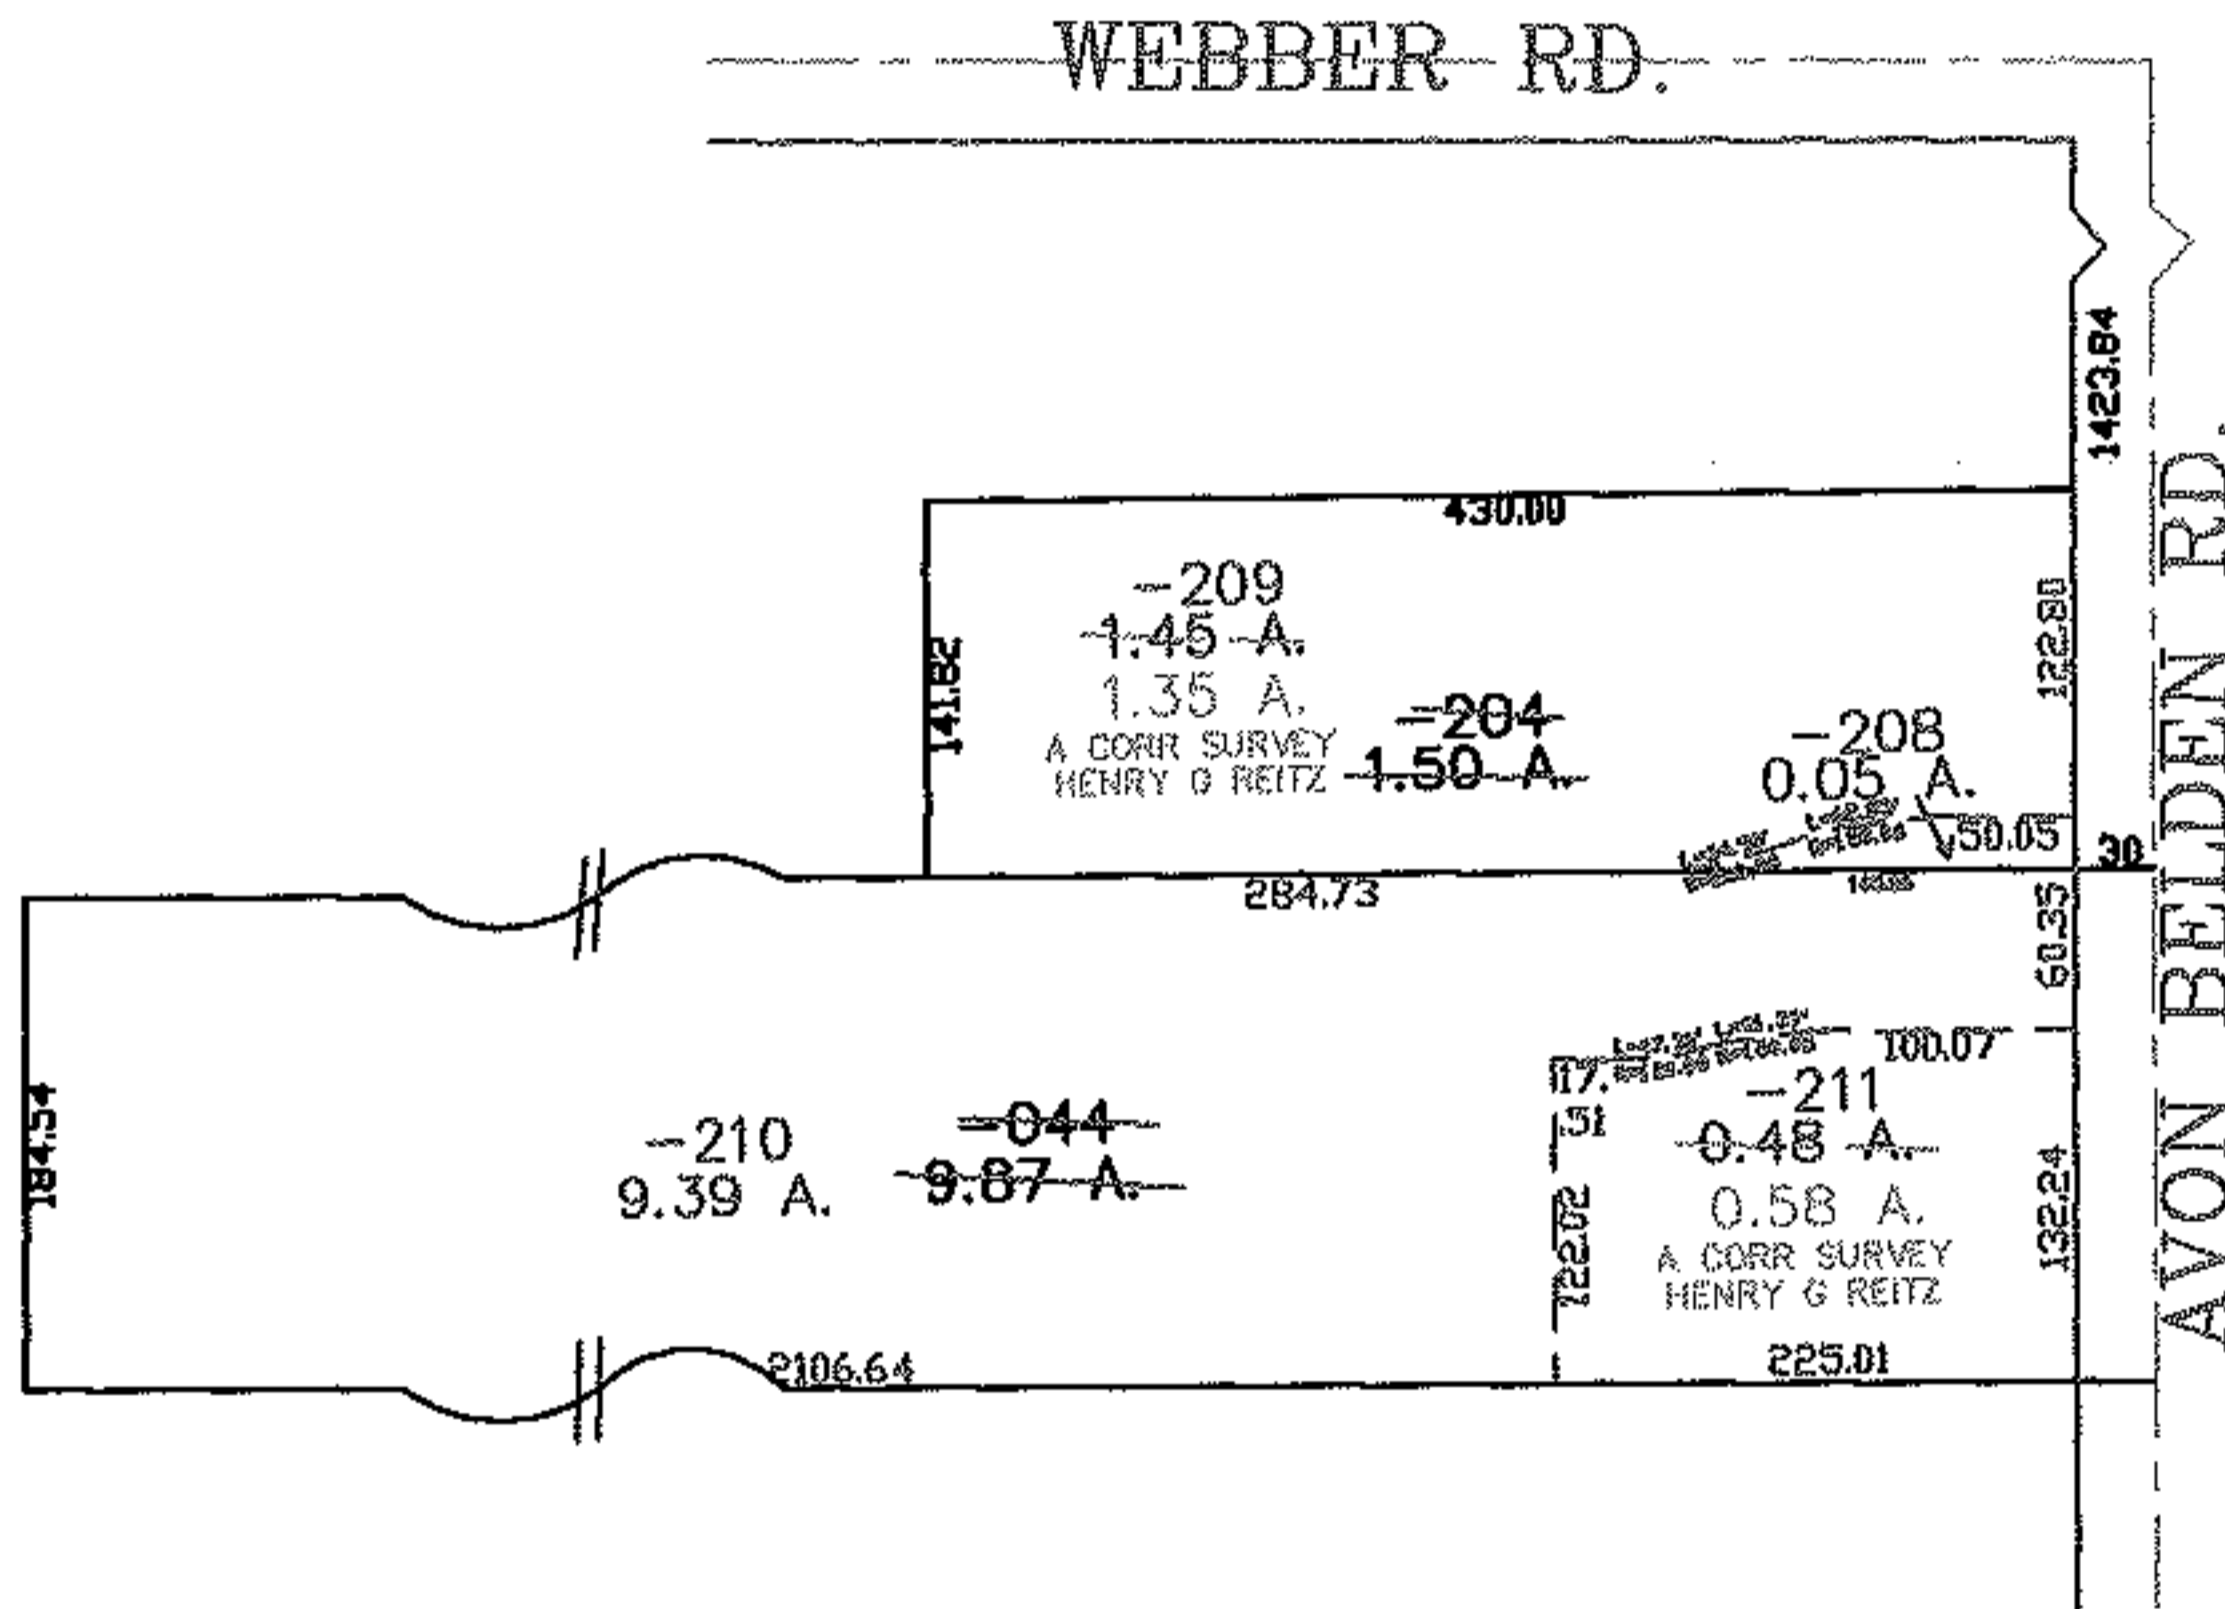 WEBBER RD.
1423.84
430.00
-209
1.45 A.
1.35 A.
A CORR SURVEY
HENRY G REITZ
141.82
-204
1.50 A.
122.80
-208
0.05 A.
50.05
30
284.73
60.35
100.07
17.
51
-211
0.48 A.
0.58 A.
A CORR SURVEY
HENRY G REITZ
122.02
132.24
225.01
-210
9.39 A.
-044
9.87 A.
184.54
2106.64
AVON BELDEN RD.